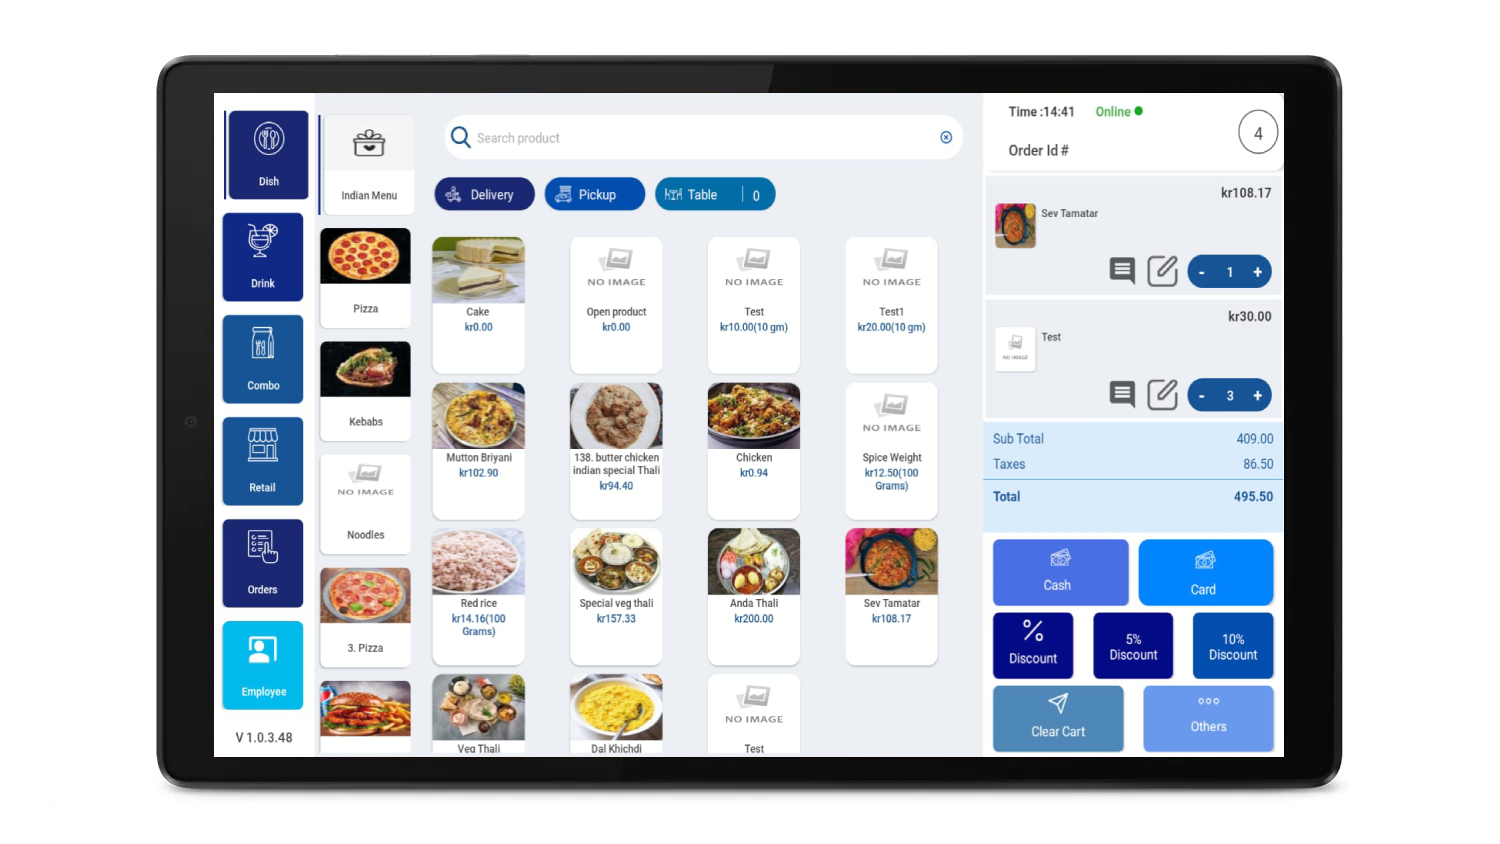 Dish
Drink
Combo
Retail
Orders
Employee
V 1.0.3.48
Indian Menu
Pizza
Kebabs
NO IMAGE
Noodles
3. Pizza
Search product
Delivery
Pickup
Table | 0
Cake
kr0.00
NO IMAGE
Open product
kr0.00
NO IMAGE
Test
kr10.00(10 gm)
NO IMAGE
Test1
kr20.00(10 gm)
Mutton Briyani
kr102.90
138. butter chicken
indian special Thali
kr94.40
Chicken
kr0.94
NO IMAGE
Spice Weight
kr12.50(100
Grams)
Red rice
kr14.16(100
Grams)
Special veg thali
kr157.33
Anda Thali
kr200.00
Sev Tamatar
kr108.17
Veg Thali
Dal Khichdi
NO IMAGE
Test
Time :14:41 Online
4
Order Id #
kr108.17
Sev Tamatar
- 1 +
kr30.00
Test
NO IMAGE
- 3 +
Sub Total 409.00
Taxes 86.50
Total 495.50
Cash
Card
% Discount
5%
Discount
10%
Discount
Clear Cart
Others